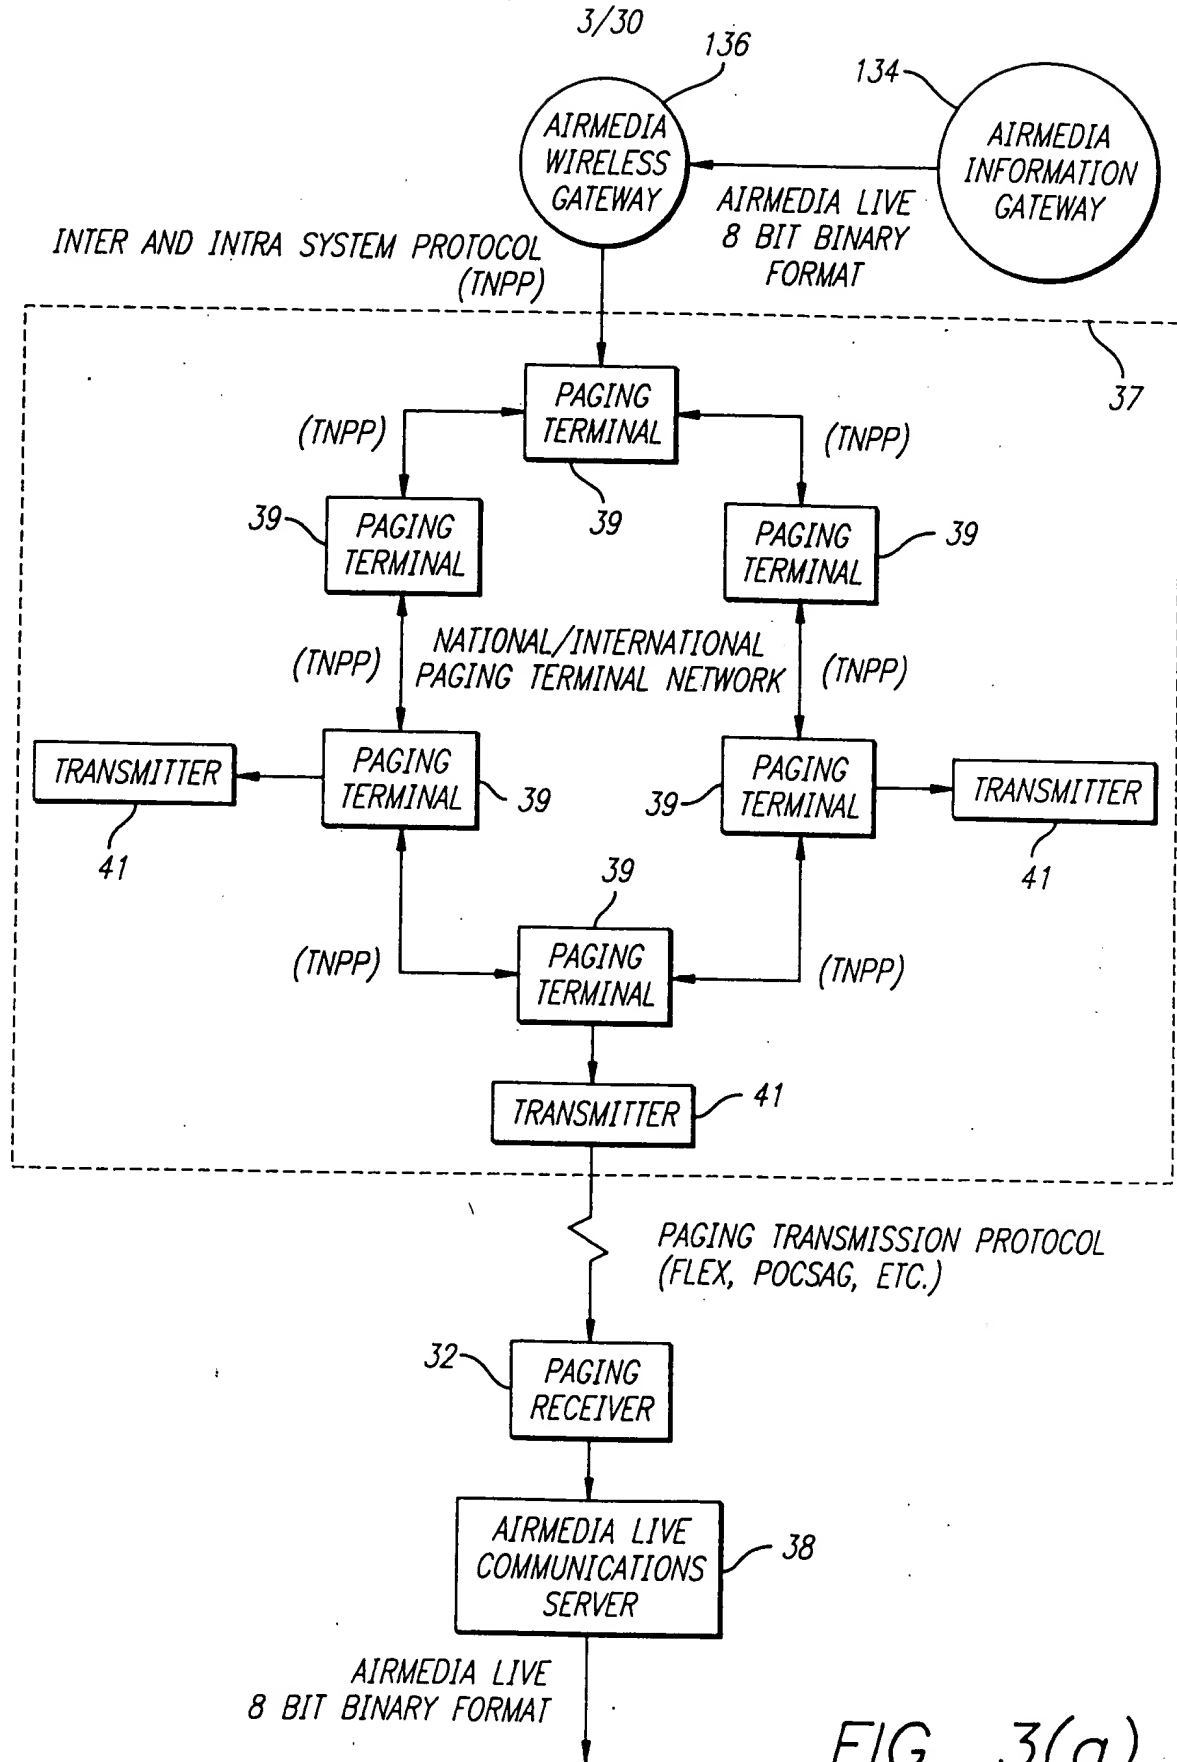 3/30
136
134
AIRMEDIA
WIRELESS
GATEWAY
AIRMEDIA
INFORMATION
GATEWAY
AIRMEDIA LIVE
8 BIT BINARY
FORMAT
INTER AND INTRA SYSTEM PROTOCOL
(TNPP)
37
PAGING
TERMINAL
(TNPP)
(TNPP)
39
39
PAGING
TERMINAL
PAGING
TERMINAL
39
(TNPP)
NATIONAL/INTERNATIONAL
PAGING TERMINAL NETWORK
(TNPP)
TRANSMITTER
41
PAGING
TERMINAL
39
39
PAGING
TERMINAL
TRANSMITTER
41
39
(TNPP)
PAGING
TERMINAL
(TNPP)
TRANSMITTER
41
PAGING TRANSMISSION PROTOCOL
(FLEX, POCSAG, ETC.)
32
PAGING
RECEIVER
AIRMEDIA LIVE
COMMUNICATIONS
SERVER
38
AIRMEDIA LIVE
8 BIT BINARY FORMAT
FIG. 3(a)